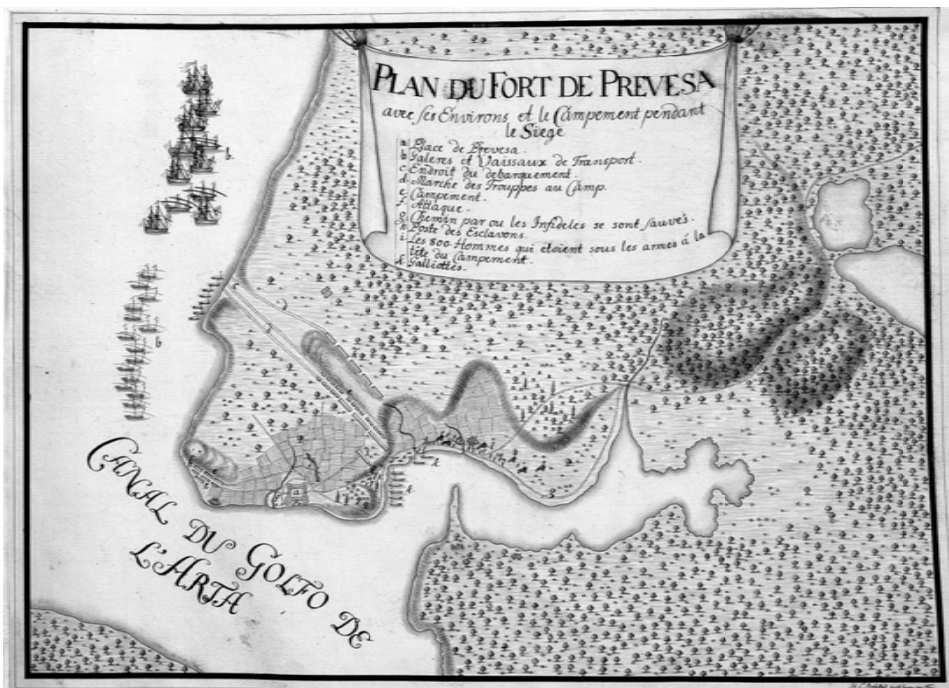 PLAN DU FORT DE PREVESA
avec ses Environs et le Campement pendant
le Siege
a. Place de Prevesa.
b. Galeres et Vaissaux de Transport.
c. Endroit du debarquement.
d. Marche des Trouppes au Camp.
e. Campement.
f. Attaque.
g. Chemin par ou les Infideles se sont sauvés.
h. Poste des Esclavons.
i. Les 800 Hommes qui etoient sous les armes á la
tête du Campement.
k. Galliottes.
b.
b
CANAL DU GOLFO DE
L'ARTA